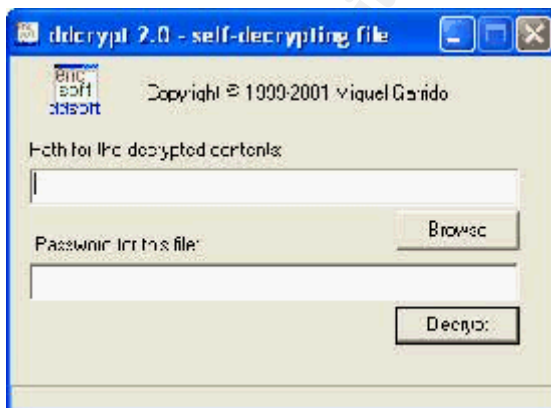 ddcrypt 2.0 - self-decrypting file
soft
Copyright © 1999-2001 Miguel Garrido
Path for the decrypted contents:
Browse
Password for this file:
Decrypt